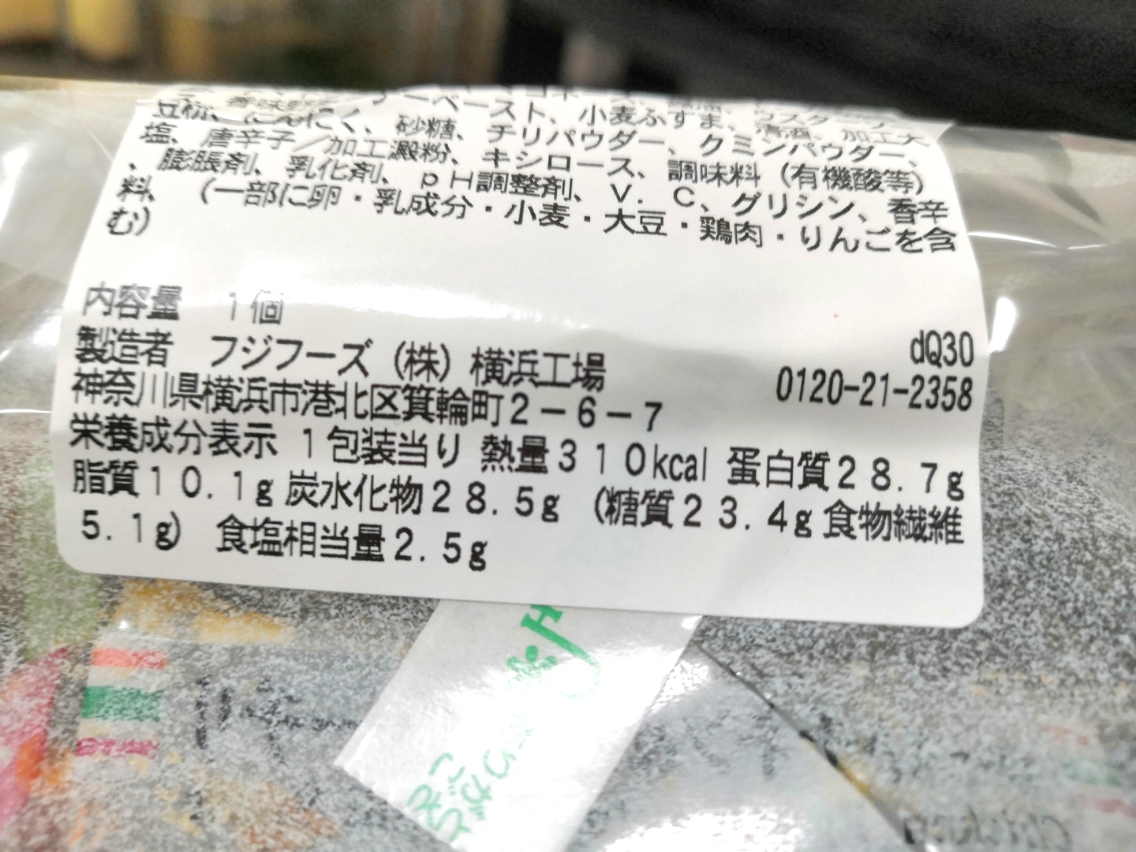 豆粉、にんにく、砂糖、チリパウダー、クミンパウダー、
塩、唐辛子／加工澱粉、キシロース、調味料（有機酸等）
、膨脹剤、乳化剤、ｐＨ調整剤、Ｖ．Ｃ、グリシン、香辛
料、（一部に卵・乳成分・小麦・大豆・鶏肉・りんごを含
む）
内容量 1個
製造者 フジフーズ（株）横浜工場 dQ30
神奈川県横浜市港北区箕輪町２－６－７ 0120-21-2358
栄養成分表示 １包装当り 熱量３１０kcal 蛋白質２８.７g
脂質１０.１g 炭水化物２８.５g （糖質２３.４g 食物繊維
５.１g） 食塩相当量２.５g